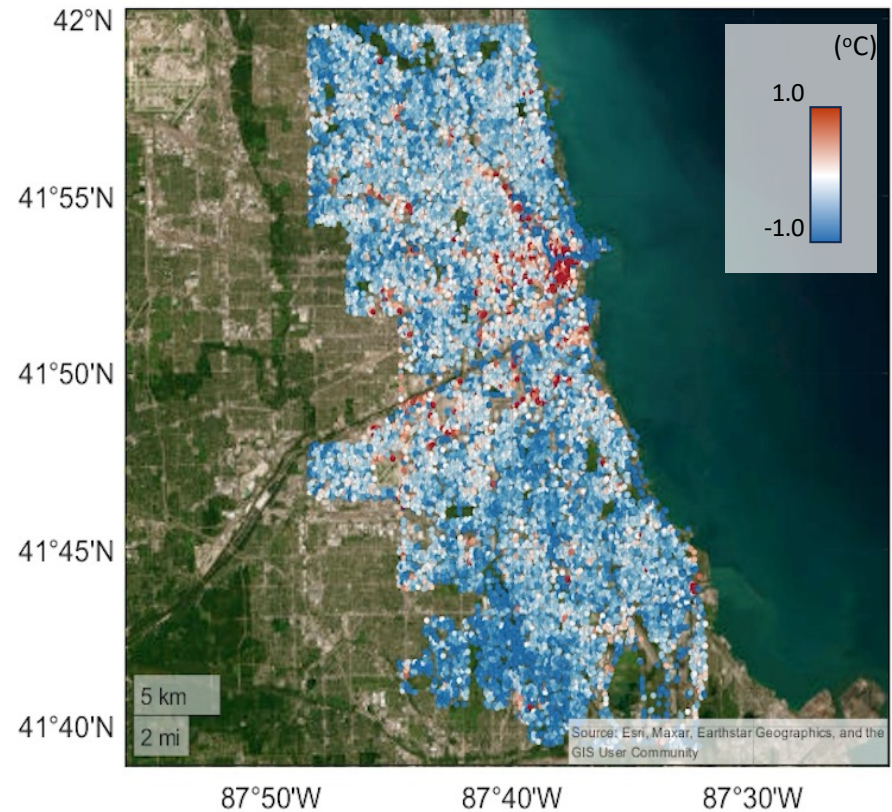 42°N
(°C)
1.0
-1.0
41°55'N
41°50'N
41°45'N
41°40'N
5 km
2 mi
Source: Esri, Maxar, Earthstar Geographics, and the
GIS User Community
87°50'W
87°40'W
87°30'W